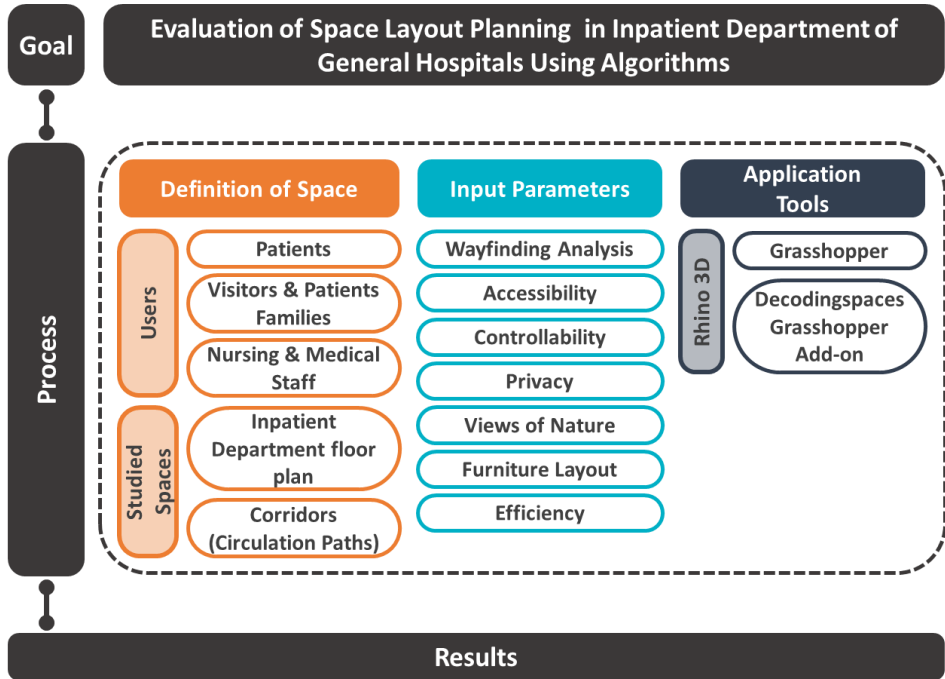 Goal
Evaluation of Space Layout Planning in Inpatient Department of
General Hospitals Using Algorithms
Process
Definition of Space
Users
Patients
Visitors & Patients
Families
Nursing & Medical
Staff
Studied
Spaces
Inpatient
Department floor
plan
Corridors
(Circulation Paths)
Input Parameters
Wayfinding Analysis
Accessibility
Controllability
Privacy
Views of Nature
Furniture Layout
Efficiency
Application
Tools
Rhino 3D
Grasshopper
Decodingspaces
Grasshopper
Add-on
Results